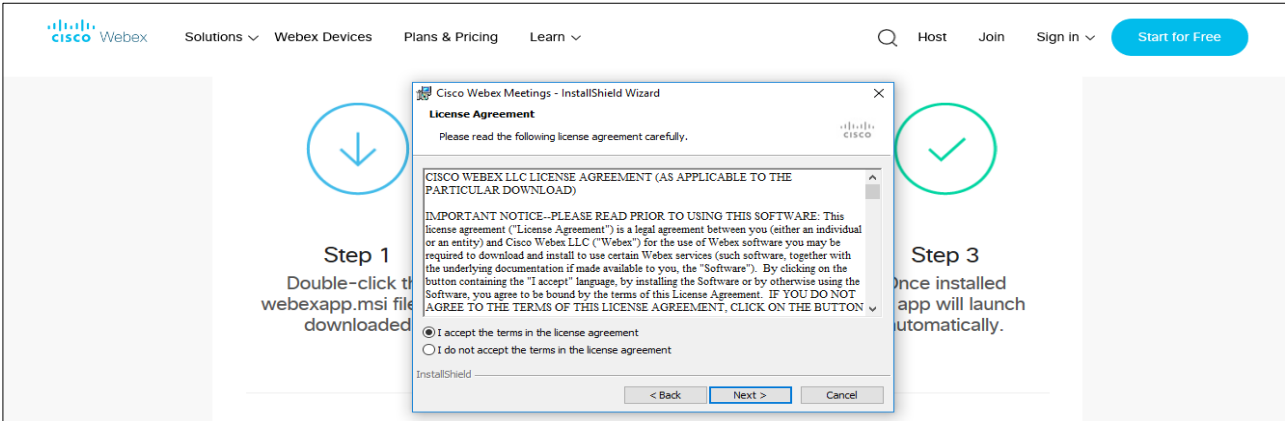 CISCO Webex Solutions Webex Devices Plans & Pricing Learn Host Join Sign in Start for Free
Cisco Webex Meetings - InstallShield Wizard
License Agreement
Please read the following license agreement carefully.
CISCO
CISCO WEBEX LLC LICENSE AGREEMENT (AS APPLICABLE TO THE
PARTICULAR DOWNLOAD)
IMPORTANT NOTICE--PLEASE READ PRIOR TO USING THIS SOFTWARE: This
license agreement ("License Agreement") is a legal agreement between you (either an individual
or an entity) and Cisco Webex LLC ("Webex") for the use of Webex software you may be
required to download and install to use certain Webex services (such software, together with
the underlying documentation if made available to you, the "Software"). By clicking on the
button containing the "I accept" language, by installing the Software or by otherwise using the
Software, you agree to be bound by the terms of this License Agreement. IF YOU DO NOT
AGREE TO THE TERMS OF THIS LICENSE AGREEMENT, CLICK ON THE BUTTON
I accept the terms in the license agreement
I do not accept the terms in the license agreement
InstallShield
< Back Next > Cancel
Step 1
Double-click
webexapp.msi
downloaded
Step 3
installed
app will launch
automatically.